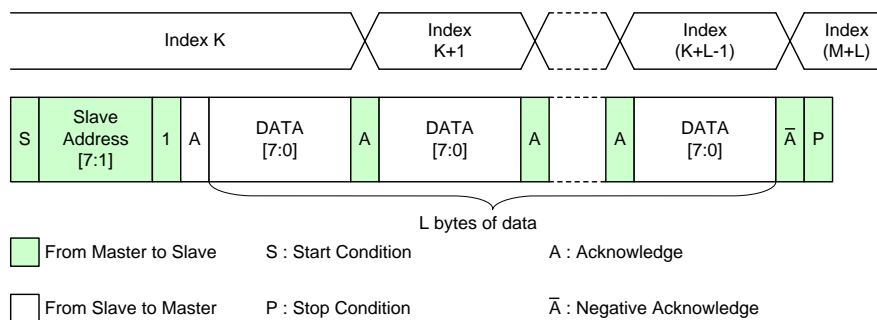 Index K
Index
K+1
Index
(K+L-1)
Index
(M+L)
S
Slave
Address
[7:1]
1
A
DATA
[7:0]
A
DATA
[7:0]
A
A
DATA
[7:0]
A̅
P
L bytes of data
From Master to Slave
S : Start Condition
A : Acknowledge
From Slave to Master
P : Stop Condition
A̅ : Negative Acknowledge